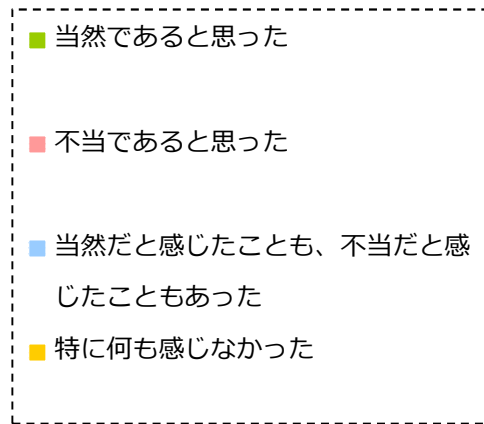 当然であると思った
不当であると思った
当然だと感じたことも、不当だと感
じたこともあった
特に何も感じなかった